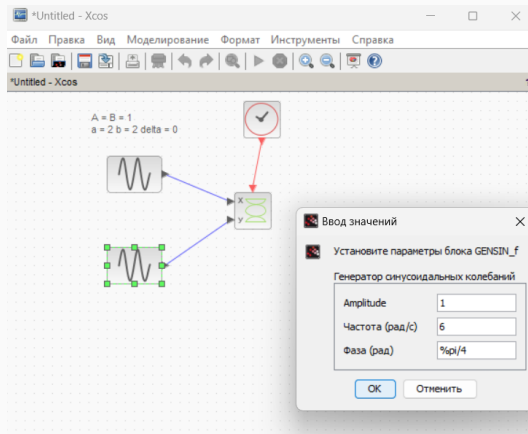 *Untitled - Xcos
Файл Правка Вид Моделирование Формат Инструменты Справка
*Untitled - Xcos
A = B = 1
a = 2 b = 2 delta = 0
x
y
Ввод значений
Установите параметры блока GENSIN_f
Генератор синусоидальных колебаний
Amplitude 1
Частота (рад/с) 6
Фаза (рад) %pi/4
OK Отменить